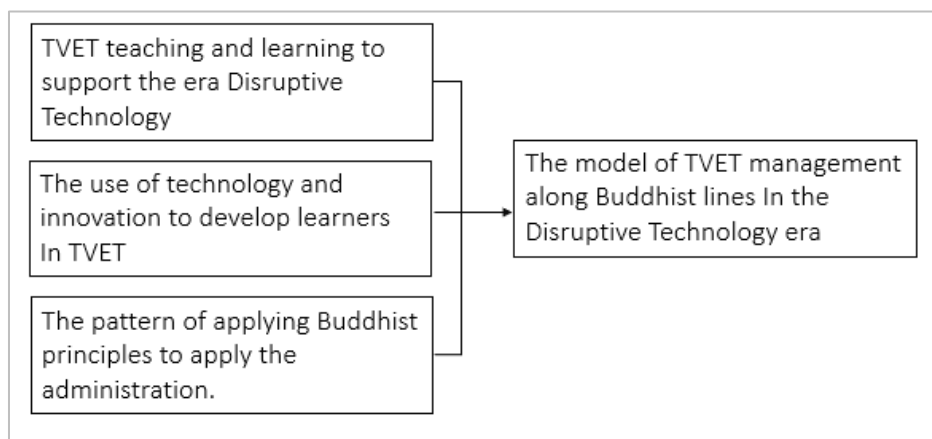 TVET teaching and learning to
support the era Disruptive
Technology
The use of technology and
innovation to develop learners
In TVET
The pattern of applying Buddhist
principles to apply the
administration.
The model of TVET management
along Buddhist lines In the
Disruptive Technology era